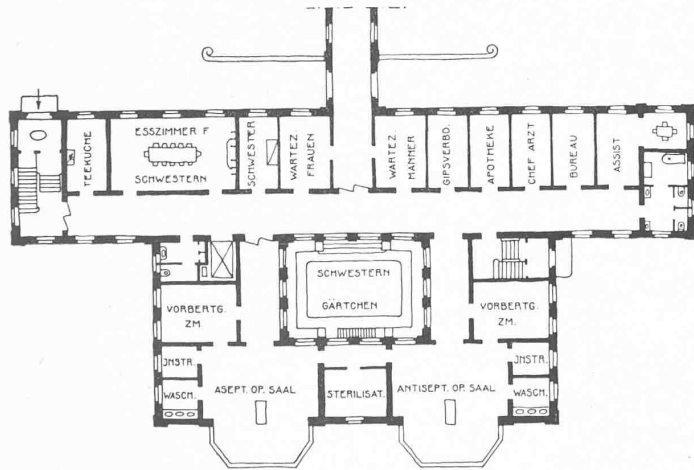 TEEKÜCHE
ESSZIMMER F
SCHWESTERN
SCHWESTER
WARTEZ.
FRAUEN
WARTEZ.
MÄNNER
GIPSVERBD.
APOTHEKE
CHEF ARZT
BUREAU
ASSIST
SCHWESTERN
GÄRTCHEN
VORBERTG.
ZM.
VORBERTG.
ZM.
JNSTR.
JNSTR.
WASCH.
ASEPT. OP. SAAL
STERILISAT.
ANTISEPT. OP. SAAL
WASCH.